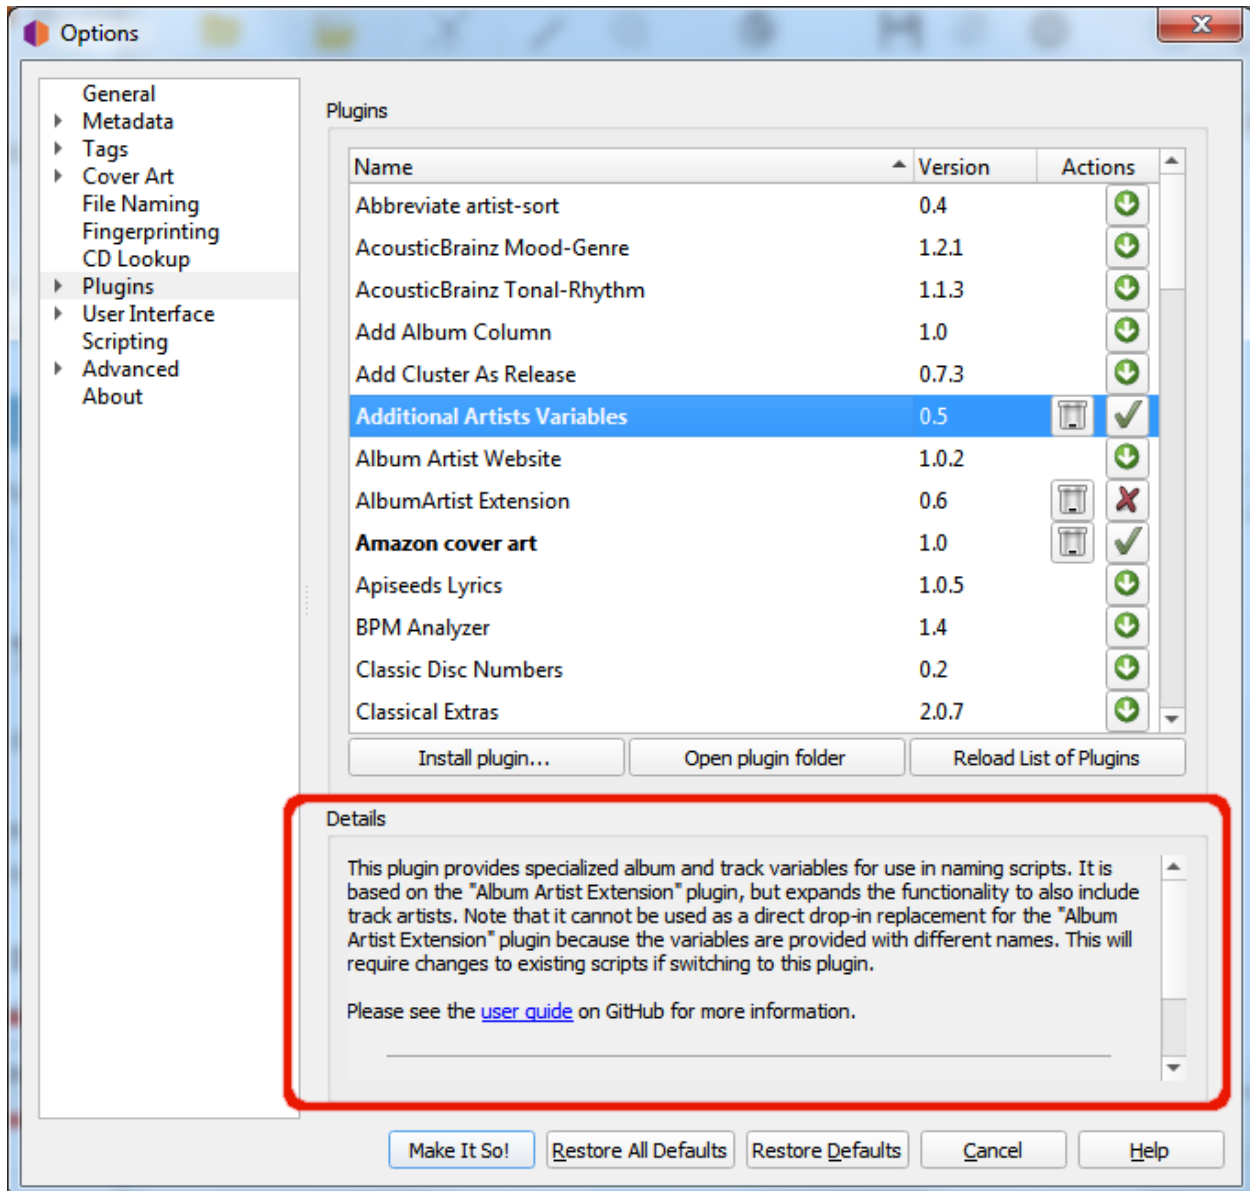 Options
General
Metadata
Tags
Cover Art
File Naming
Fingerprinting
CD Lookup
Plugins
User Interface
Scripting
Advanced
About
Plugins
Name Version Actions
Abbreviate artist-sort 0.4
AcousticBrainz Mood-Genre 1.2.1
AcousticBrainz Tonal-Rhythm 1.1.3
Add Album Column 1.0
Add Cluster As Release 0.7.3
Additional Artists Variables 0.5
Album Artist Website 1.0.2
AlbumArtist Extension 0.6
Amazon cover art 1.0
Apiseeds Lyrics 1.0.5
BPM Analyzer 1.4
Classic Disc Numbers 0.2
Classical Extras 2.0.7
Install plugin... Open plugin folder Reload List of Plugins
Details
This plugin provides specialized album and track variables for use in naming scripts. It is
based on the "Album Artist Extension" plugin, but expands the functionality to also include
track artists. Note that it cannot be used as a direct drop-in replacement for the "Album
Artist Extension" plugin because the variables are provided with different names. This will
require changes to existing scripts if switching to this plugin.
Please see the user guide on GitHub for more information.
Make It So! Restore All Defaults Restore Defaults Cancel Help